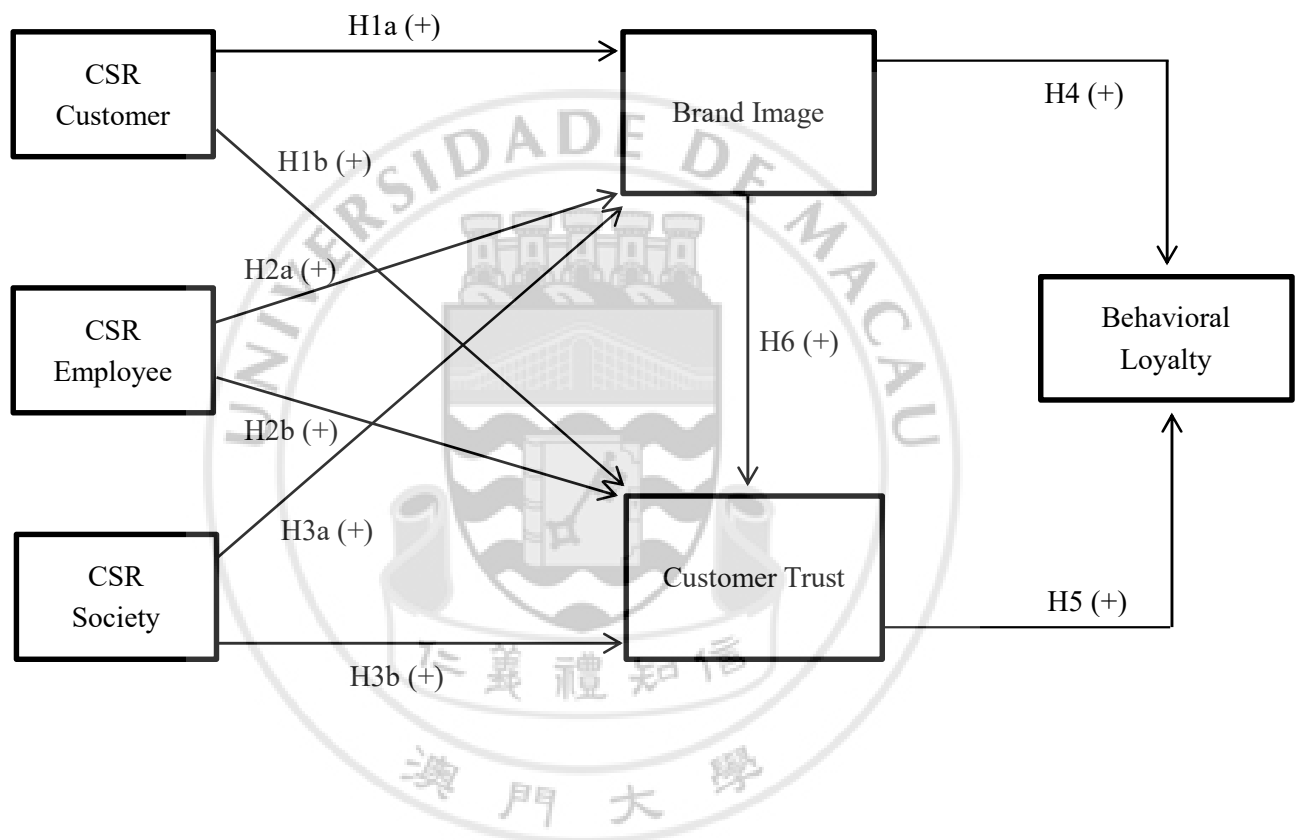 H1a (+)
CSR
Customer
Brand Image
H4 (+)
H1b (+)
H2a (+)
CSR
Employee
H6 (+)
Behavioral
Loyalty
H2b (+)
H3a (+)
CSR
Society
Customer Trust
H5 (+)
H3b (+)
UNIVERSIDADE DE MACAU
仁義禮知信
澳門大學